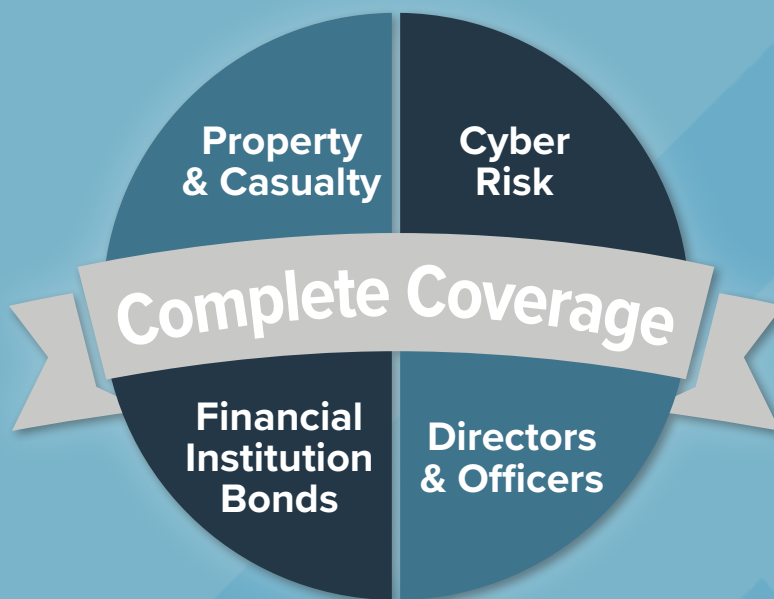 Property
& Casualty
Cyber
Risk
Complete Coverage
Financial
Institution
Bonds
Directors
& Officers